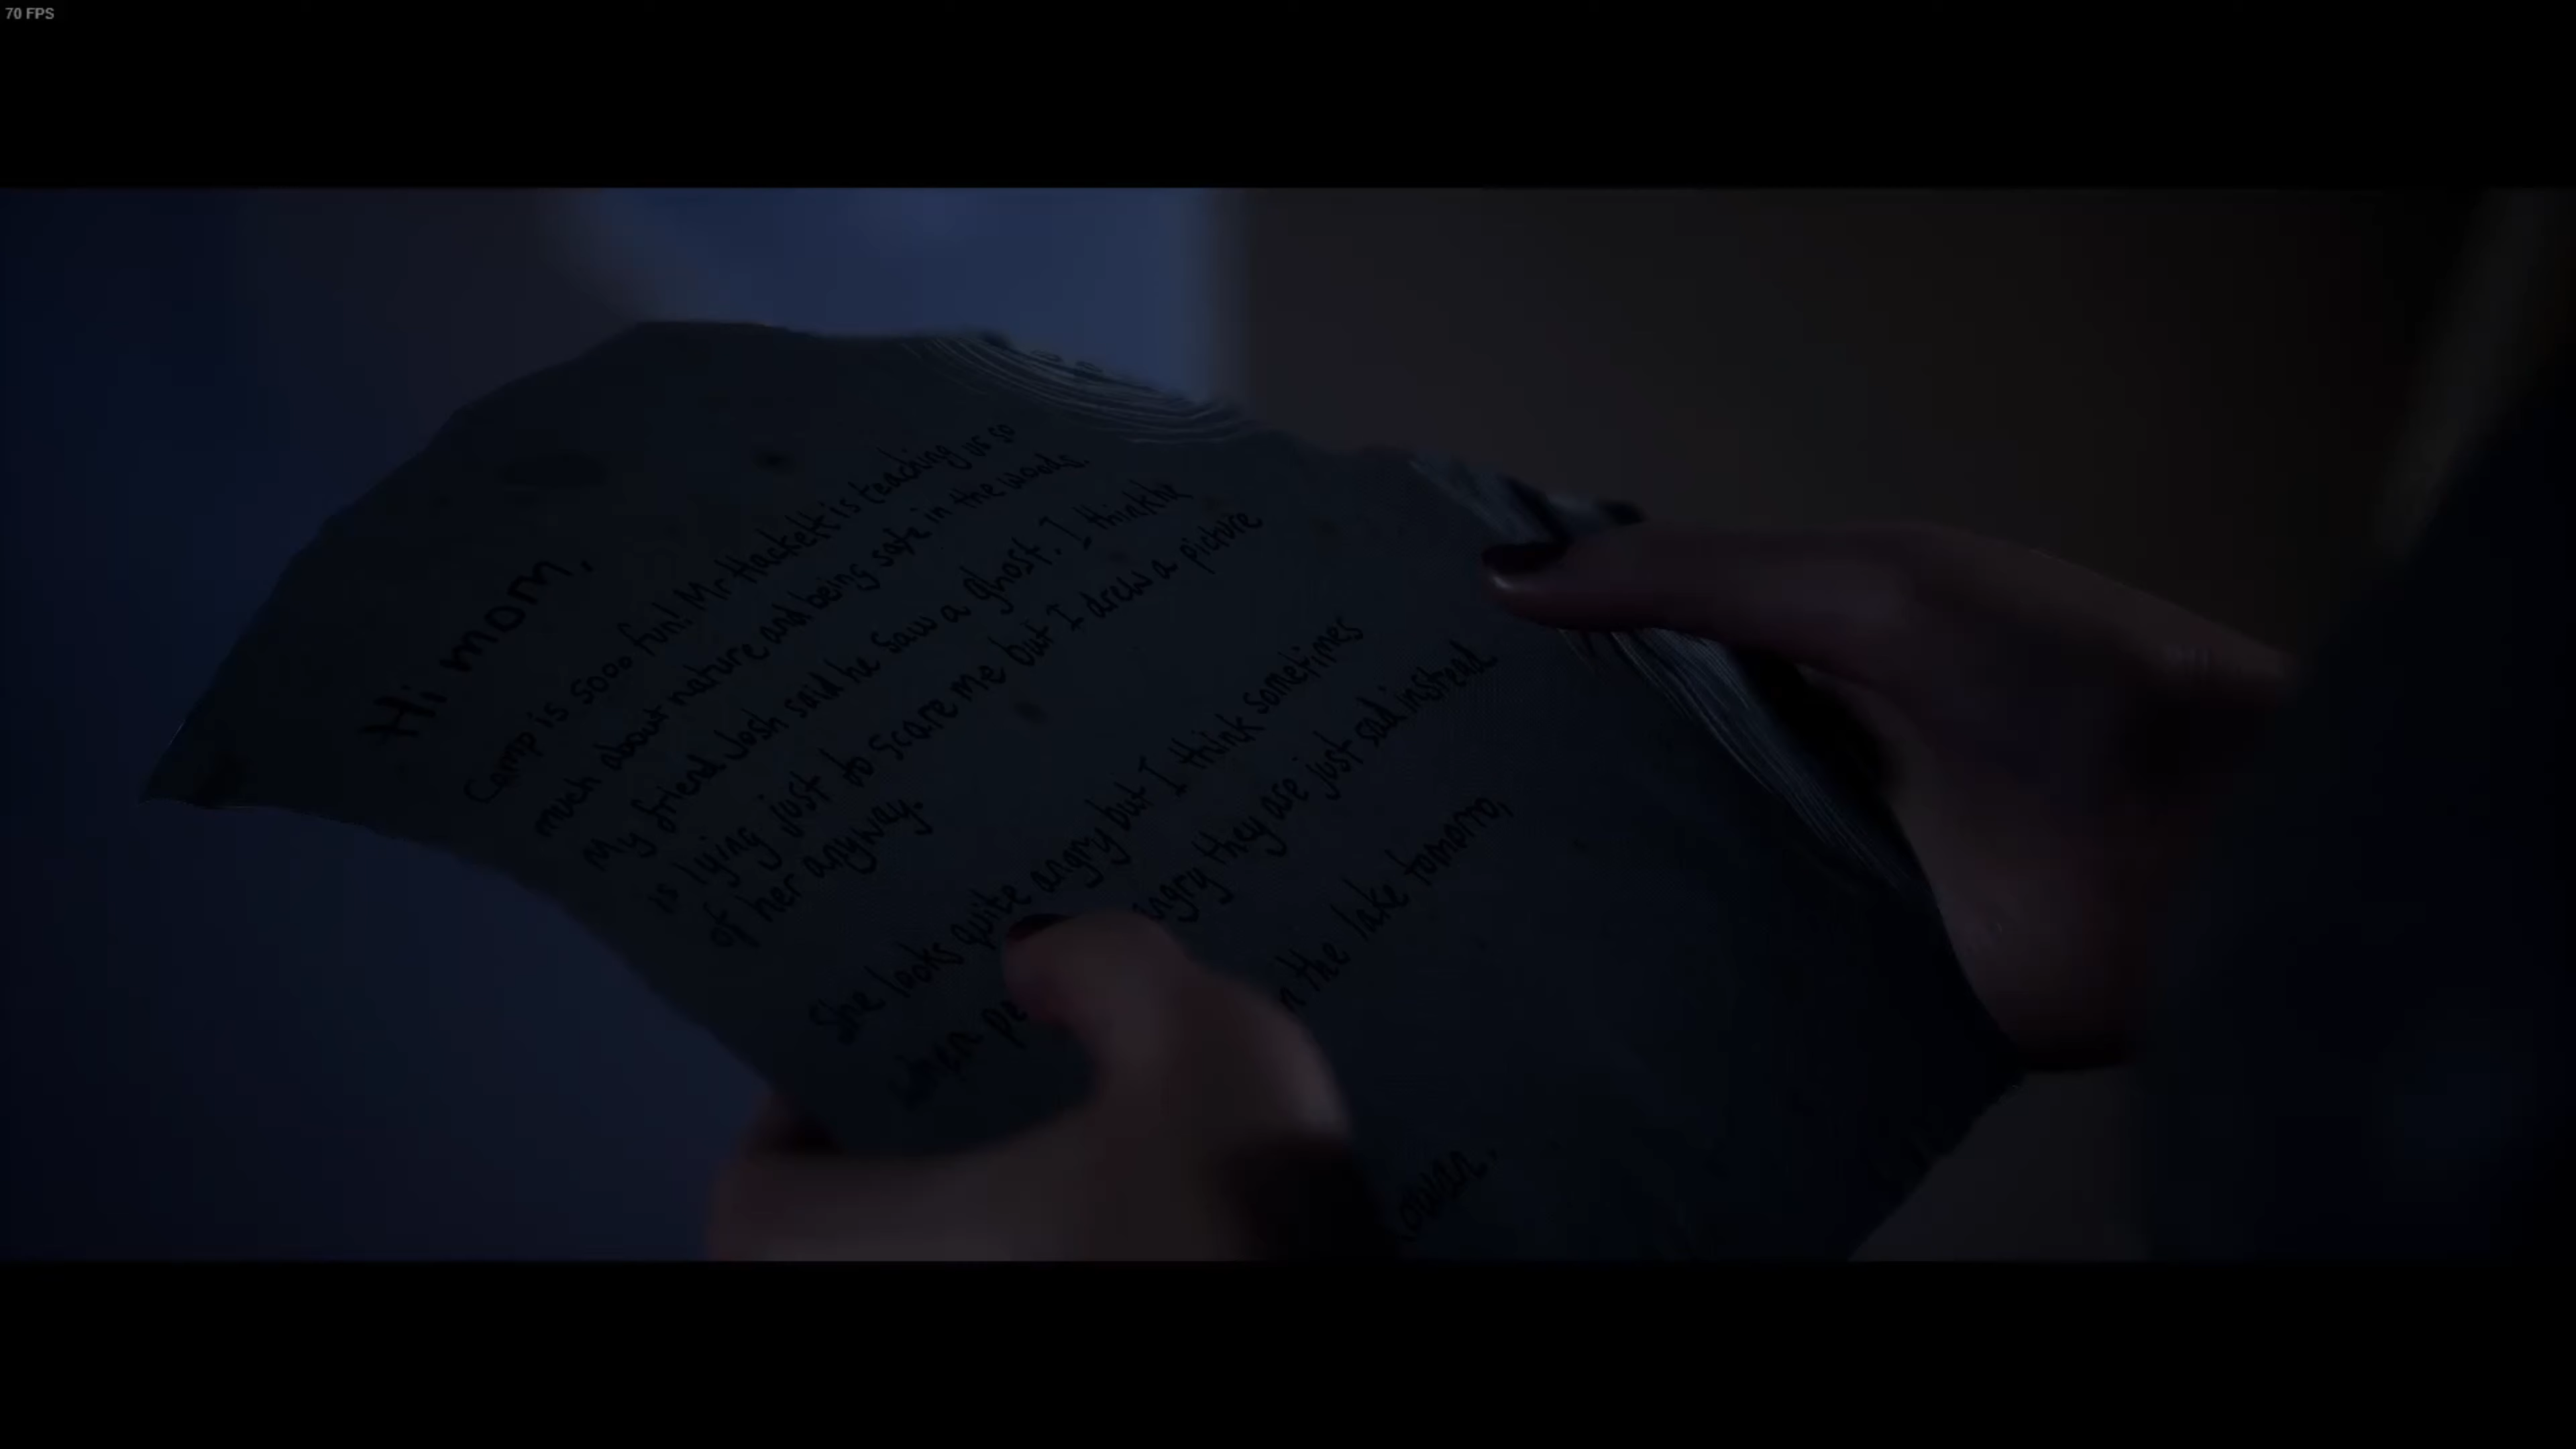 70 FPS
Hi mom,
Camp is sooo fun! Mr Hackett is teaching us so
much about nature and being safe in the woods.
My friend Josh said he saw a ghost. I think he
is lying just to scare me but I drew a picture
of her anyway.
She looks quite angry but I think sometimes
when pe angry they are just sad instead
n the lake tomorro,